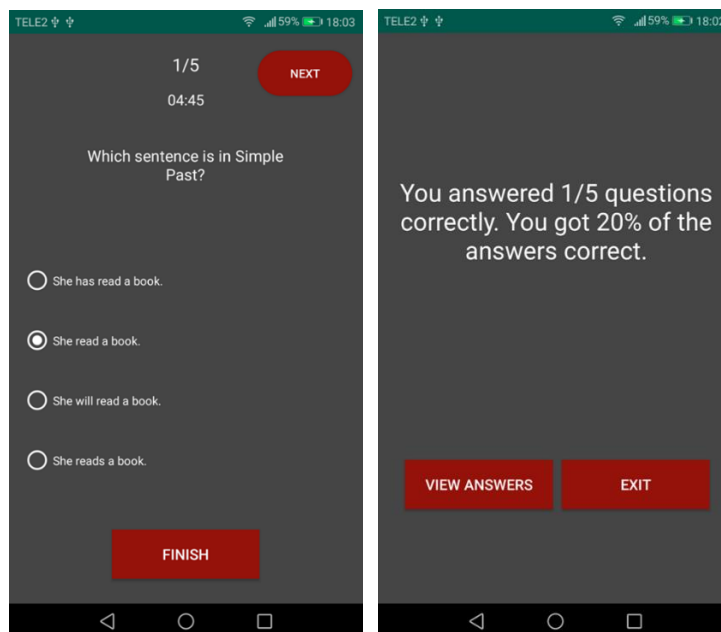 TELE2 59% 18:03
1/5
NEXT
04:45
Which sentence is in Simple
Past?
She has read a book.
She read a book.
She will read a book.
She reads a book.
FINISH
TELE2 59% 18:02
You answered 1/5 questions
correctly. You got 20% of the
answers correct.
VIEW ANSWERS
EXIT